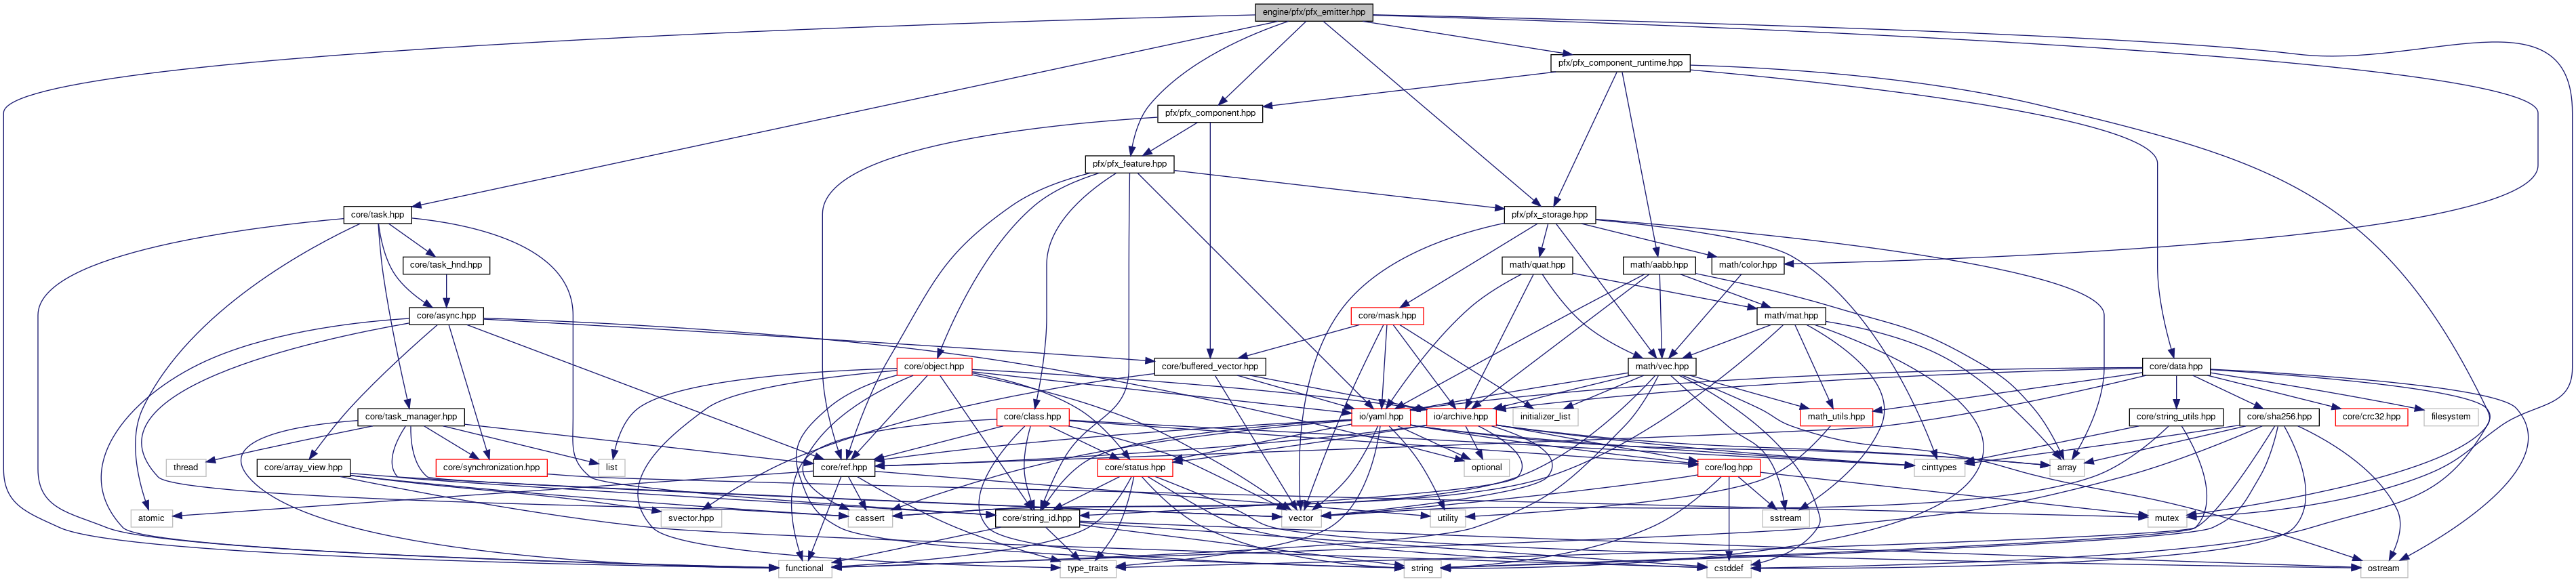 engine/pfx/pfx_emitter.hpp
pfx/pfx_component_runtime.hpp
pfx/pfx_component.hpp
pfx/pfx_feature.hpp
core/task.hpp
pfx/pfx_storage.hpp
core/task_hnd.hpp
math/quat.hpp
math/aabb.hpp
math/color.hpp
core/async.hpp
core/mask.hpp
math/mat.hpp
core/object.hpp
core/buffered_vector.hpp
math/vec.hpp
core/data.hpp
core/task_manager.hpp
core/class.hpp
io/yaml.hpp
io/archive.hpp
initializer_list
math_utils.hpp
core/string_utils.hpp
core/sha256.hpp
core/crc32.hpp
filesystem
thread
core/array_view.hpp
core/synchronization.hpp
list
core/ref.hpp
core/status.hpp
optional
core/log.hpp
cinttypes
array
atomic
svector.hpp
cassert
core/string_id.hpp
vector
utility
sstream
mutex
functional
type_traits
string
cstddef
ostream